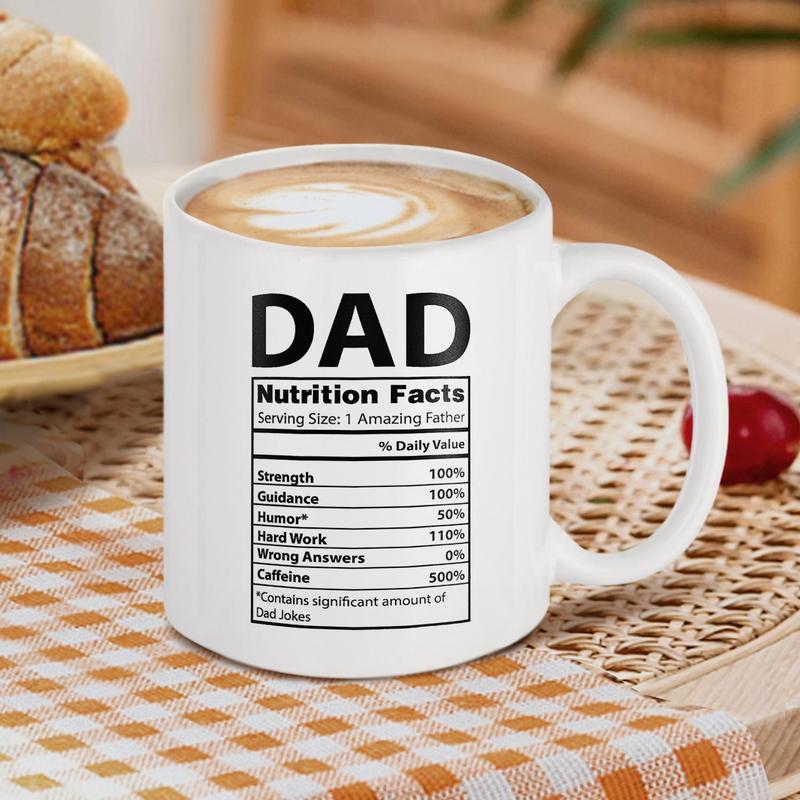 DAD
Nutrition Facts
Serving Size: 1 Amazing Father
% Daily Value
Strength 100%
Guidance 100%
Humor* 50%
Hard Work 110%
Wrong Answers 0%
Caffeine 500%
*Contains significant amount of
Dad Jokes